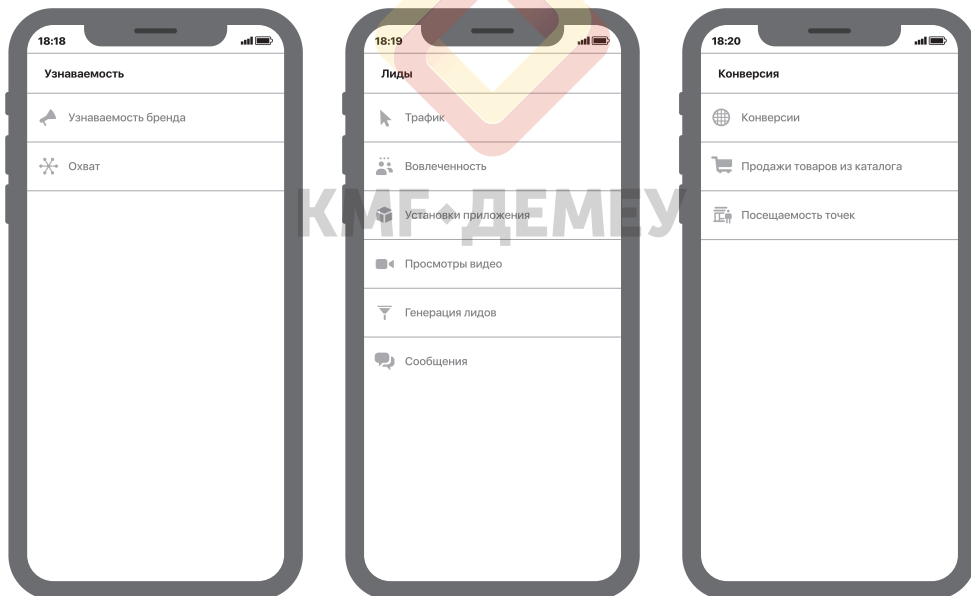 18:18
Узнаваемость
Узнаваемость бренда
Охват
18:19
Лиды
Трафик
Вовлеченность
Установки приложения
Просмотры видео
Генерация лидов
Сообщения
18:20
Конверсия
Конверсии
Продажи товаров из каталога
Посещаемость точек
КМФ ДЕМЕУ